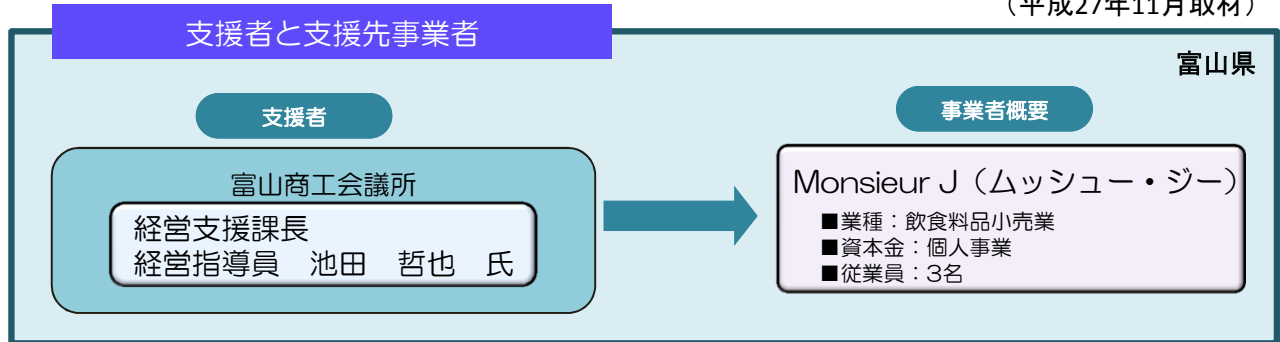 （平成27年11月取材）
支援者と支援先事業者
富山県
支援者
富山商工会議所
経営支援課長
経営指導員　池田　哲也　氏
事業者概要
Monsieur J（ムッシュー・ジー）
■業種：飲食料品小売業
■資本金：個人事業
■従業員：3名